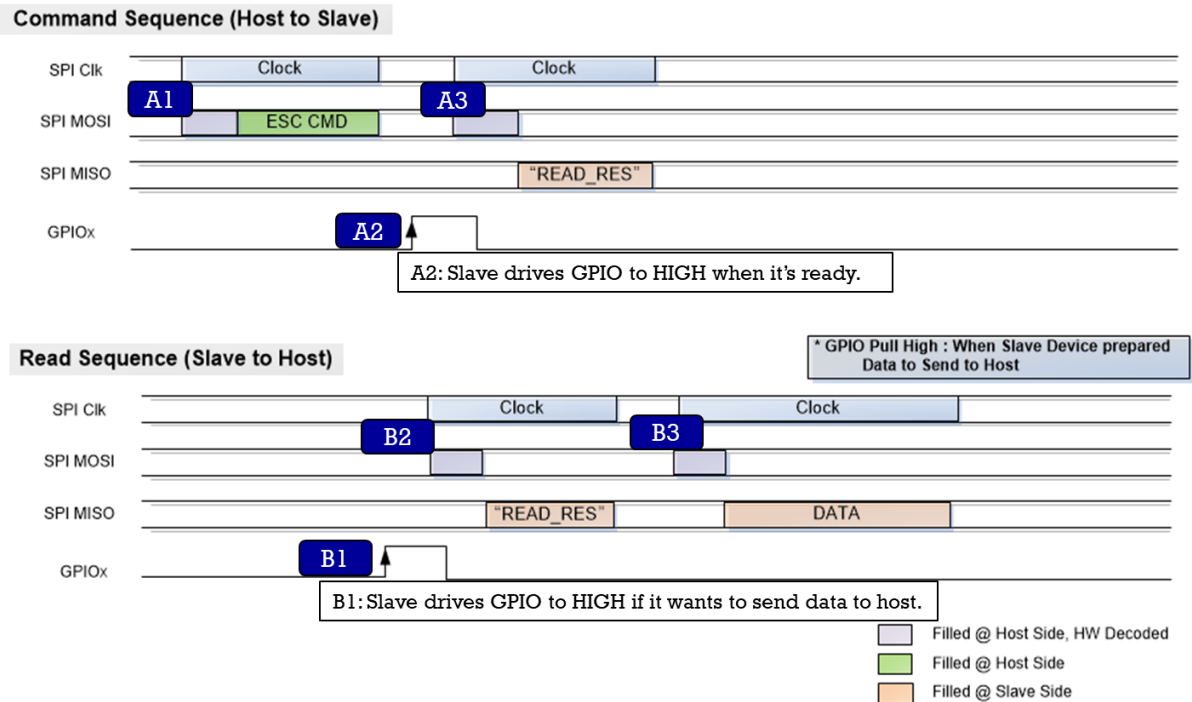 Command Sequence (Host to Slave)
SPI Clk
Clock
Clock
A1
A3
SPI MOSI
ESC CMD
SPI MISO
“READ_RES”
GPIOx
A2
A2: Slave drives GPIO to HIGH when it’s ready.
Read Sequence (Slave to Host)
* GPIO Pull High : When Slave Device prepared
Data to Send to Host
SPI Clk
Clock
Clock
B2
B3
SPI MOSI
SPI MISO
“READ_RES”
DATA
B1
GPIOx
B1: Slave drives GPIO to HIGH if it wants to send data to host.
Filled @ Host Side, HW Decoded
Filled @ Host Side
Filled @ Slave Side